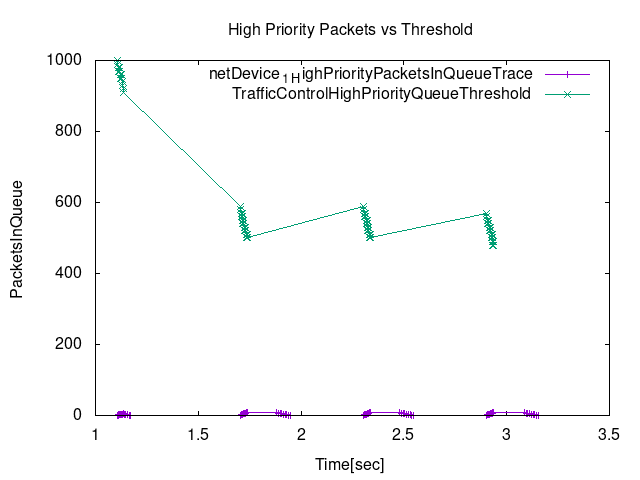 High Priority Packets vs Threshold
netDevice₁HighPriorityPacketsInQueueTrace
TrafficControlHighPriorityQueueThreshold
PacketsInQueue
1000
800
600
400
200
0
1 1.5 2 2.5 3 3.5
Time[sec]